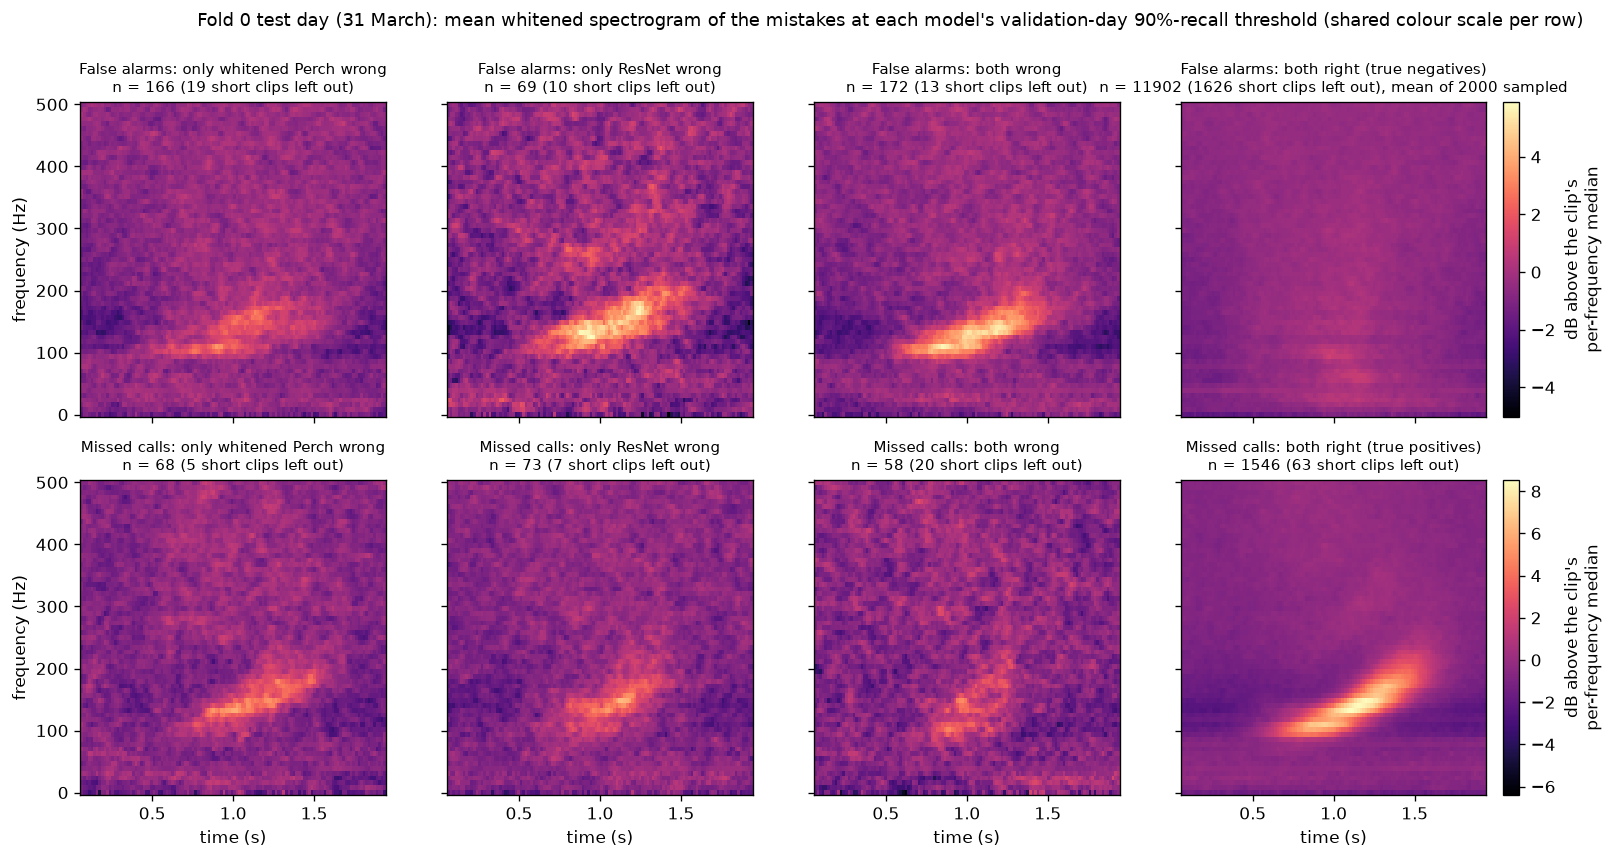 Fold 0 test day (31 March): mean whitened spectrogram of the mistakes at each model's validation-day 90%-recall threshold (shared colour scale per row)
False alarms: only whitened Perch wrong
n = 166 (19 short clips left out)
False alarms: only ResNet wrong
n = 69 (10 short clips left out)
False alarms: both wrong
n = 172 (13 short clips left out)
False alarms: both right (true negatives)
n = 11902 (1626 short clips left out), mean of 2000 sampled
500
400
300
200
100
0
frequency (Hz)
4
2
0
−2
−4
dB above the clip's
per-frequency median
Missed calls: only whitened Perch wrong
n = 68 (5 short clips left out)
Missed calls: only ResNet wrong
n = 73 (7 short clips left out)
Missed calls: both wrong
n = 58 (20 short clips left out)
Missed calls: both right (true positives)
n = 1546 (63 short clips left out)
500
400
300
200
100
0
frequency (Hz)
0.5 1.0 1.5
time (s)
0.5 1.0 1.5
time (s)
0.5 1.0 1.5
time (s)
0.5 1.0 1.5
time (s)
8
6
4
2
0
−2
−4
−6
dB above the clip's
per-frequency median